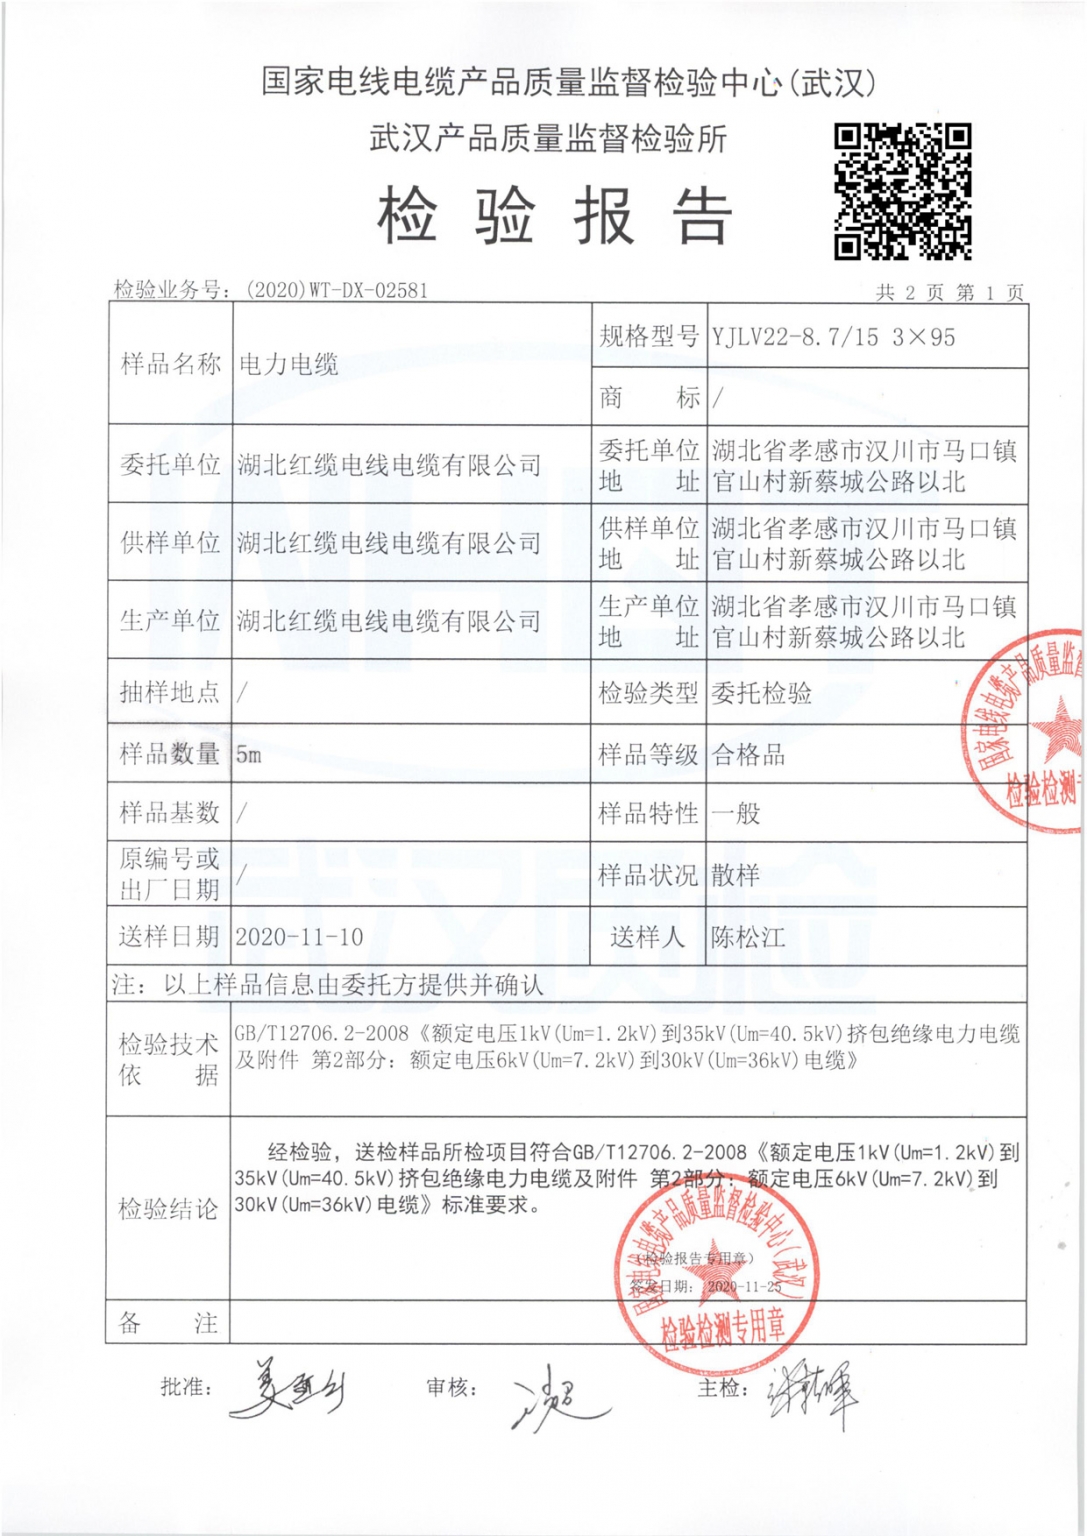 国家电线电缆产品质量监督检验中心(武汉)
武汉产品质量监督检验所
检验报告
检验业务号：(2020)WT-DX-02581
共 2 页 第 1 页
样品名称
电力电缆
规格型号
YJLV22-8.7/15 3×95
商 标
/
委托单位
湖北红缆电线电缆有限公司
委托单位
地 址
湖北省孝感市汉川市马口镇
官山村新蔡城公路以北
供样单位
湖北红缆电线电缆有限公司
供样单位
地 址
湖北省孝感市汉川市马口镇
官山村新蔡城公路以北
生产单位
湖北红缆电线电缆有限公司
生产单位
地 址
湖北省孝感市汉川市马口镇
官山村新蔡城公路以北
抽样地点
/
检验类型
委托检验
样品数量
5m
样品等级
合格品
样品基数
/
样品特性
一般
原编号或
出厂日期
/
样品状况
散样
送样日期
2020-11-10
送样人
陈松江
注：以上样品信息由委托方提供并确认
检验技术
依 据
GB/T12706.2-2008《额定电压1kV(Um=1.2kV)到35kV(Um=40.5kV)挤包绝缘电力电缆
及附件 第2部分：额定电压6kV(Um=7.2kV)到30kV(Um=36kV)电缆》
检验结论
经检验，送检样品所检项目符合GB/T12706.2-2008《额定电压1kV(Um=1.2kV)到
35kV(Um=40.5kV)挤包绝缘电力电缆及附件 第2部分：额定电压6kV(Um=7.2kV)到
30kV(Um=36kV)电缆》标准要求。
(检验报告专用章)
签发日期：2020-11-25
国家电线电缆产品质量监督检验中心(武汉)
检验检测专用章
国家电线电缆产品质量监督
检验检测
备 注
批准：
审核：
主检：
武汉质检